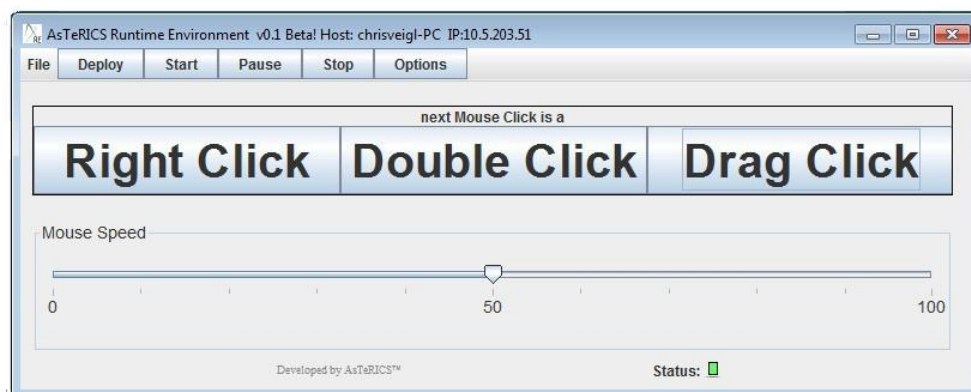 AsTeRICS Runtime Environment v0.1 Beta! Host: chrisveigl-PC IP:10.5.203.51
File Deploy Start Pause Stop Options
next Mouse Click is a
Right Click Double Click Drag Click
Mouse Speed
0 50 100
Developed by AsTeRICS™ Status: